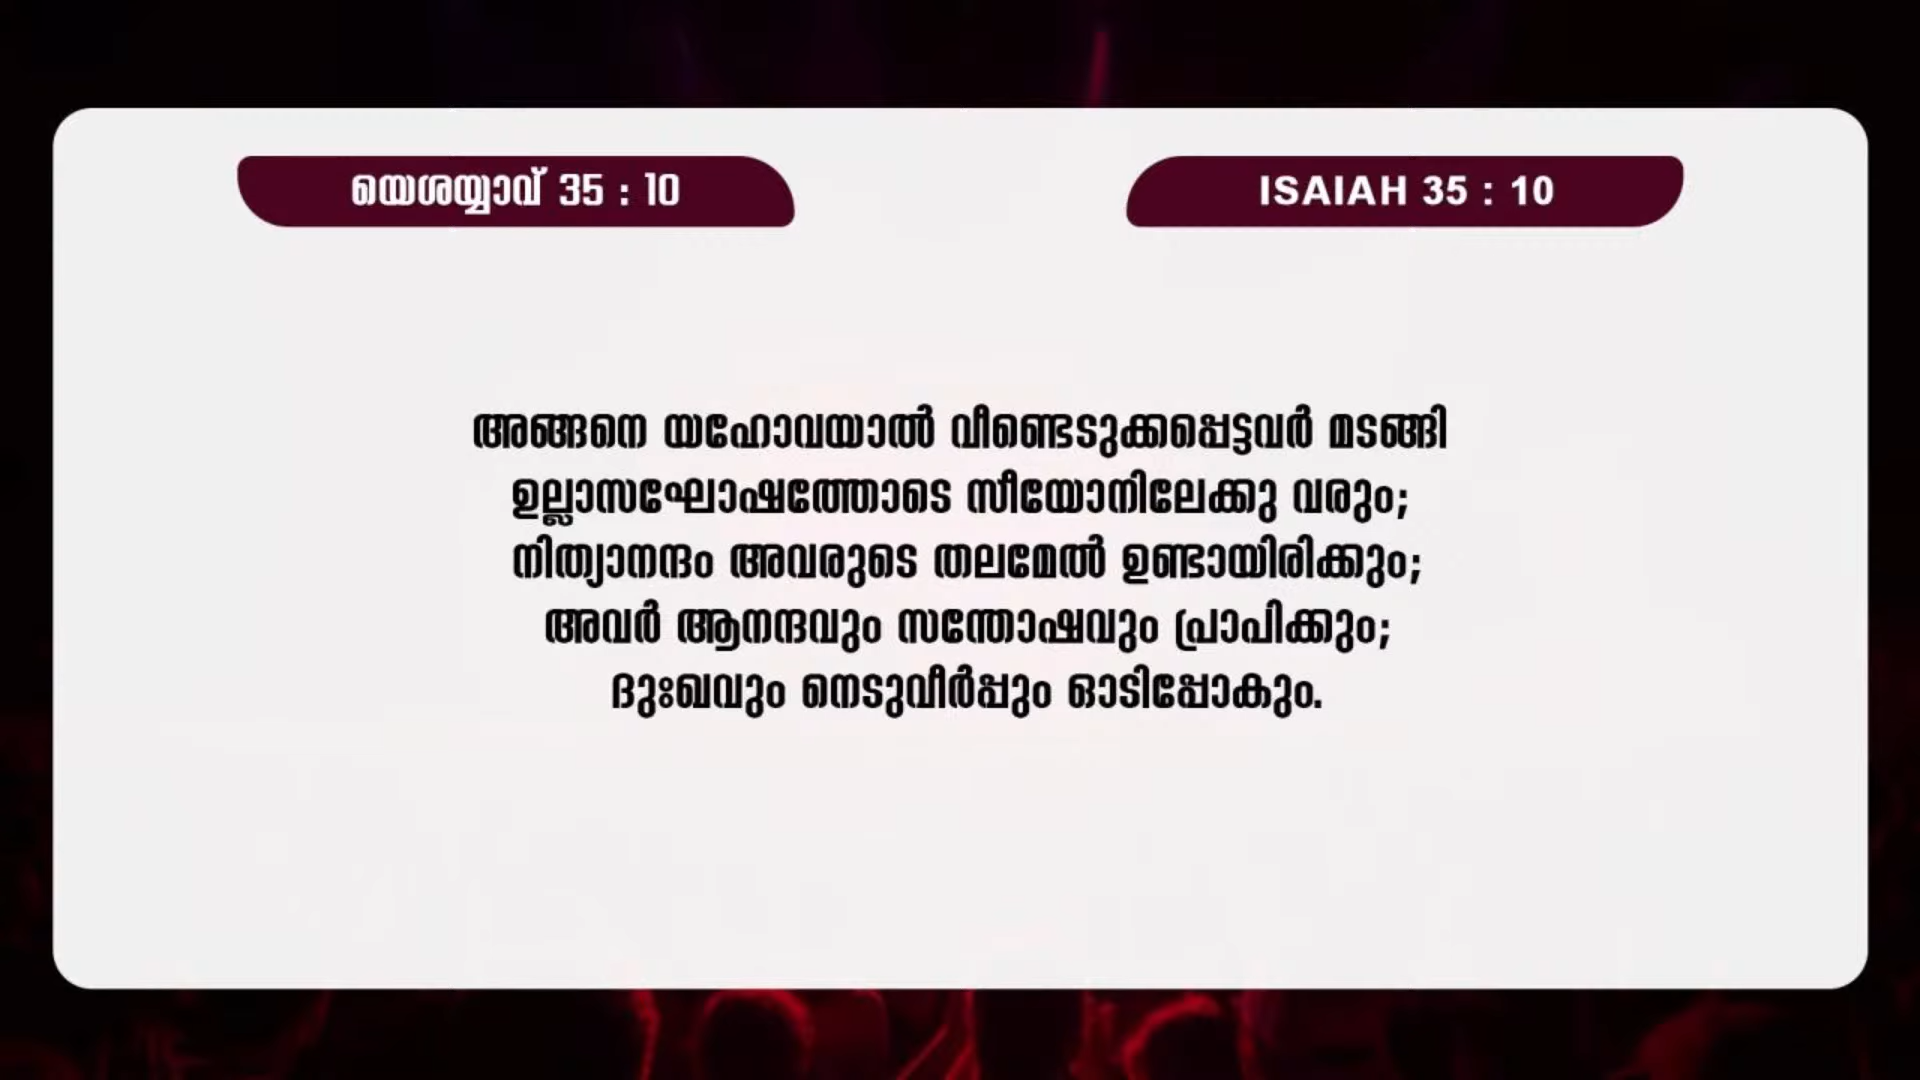 യെശയ്യാവ് 35 : 10
ISAIAH 35 : 10
അങ്ങനെ യഹോവയാൽ വീണ്ടെടുക്കപ്പെട്ടവർ മടങ്ങി
ഉല്ലാസഘോഷത്തോടെ സീയോനിലേക്കു വരും;
നിത്യാനന്ദം അവരുടെ തലമേൽ ഉണ്ടായിരിക്കും;
അവർ ആനന്ദവും സന്തോഷവും പ്രാപിക്കും;
ദുഃഖവും നെടുവീർപ്പും ഓടിപ്പോകും.